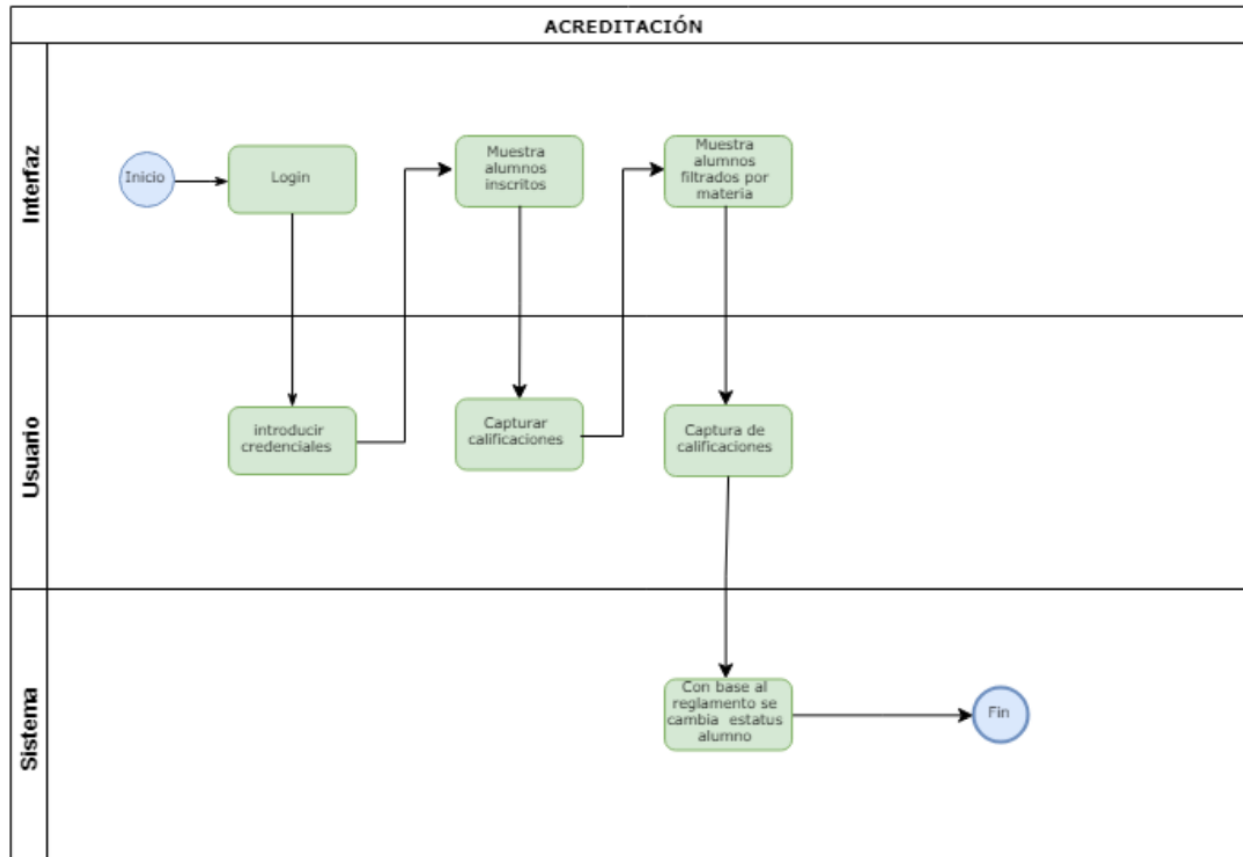 ACREDITACIÓN
Interfaz
Inicio
Login
Muestra
alumnos
inscritos
Muestra
alumnos
filtrados por
materia
Usuario
introducir
credenciales
Capturar
calificaciones
Captura de
calificaciones
Sistema
Con base al
reglamento se
cambia estatus
alumno
Fin